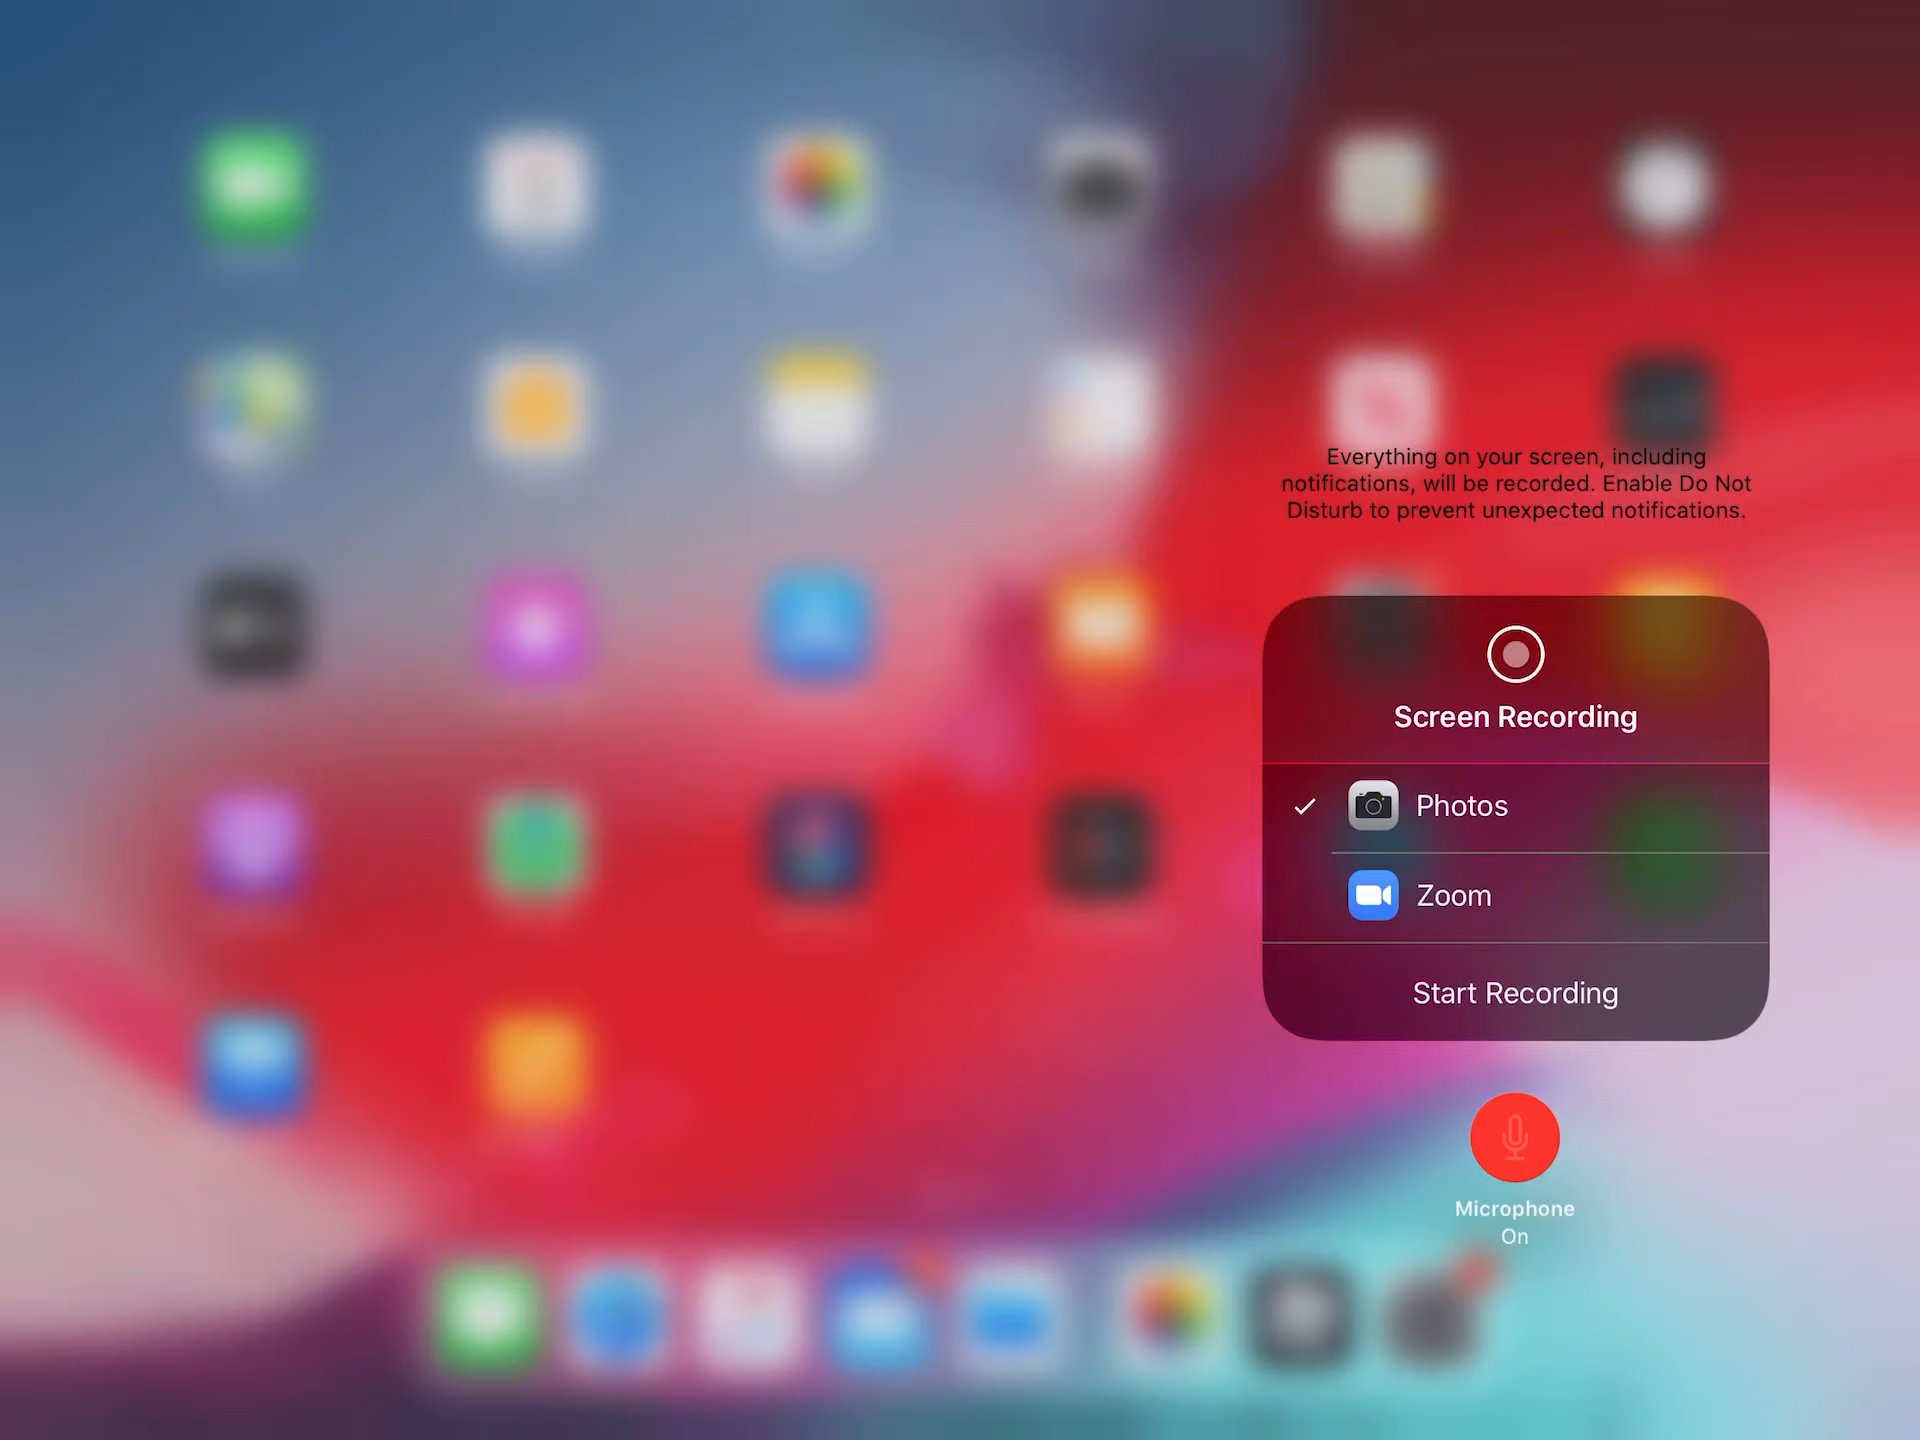 Everything on your screen, including
notifications, will be recorded. Enable Do Not
Disturb to prevent unexpected notifications.
Screen Recording
Photos
Zoom
Start Recording
Microphone
On